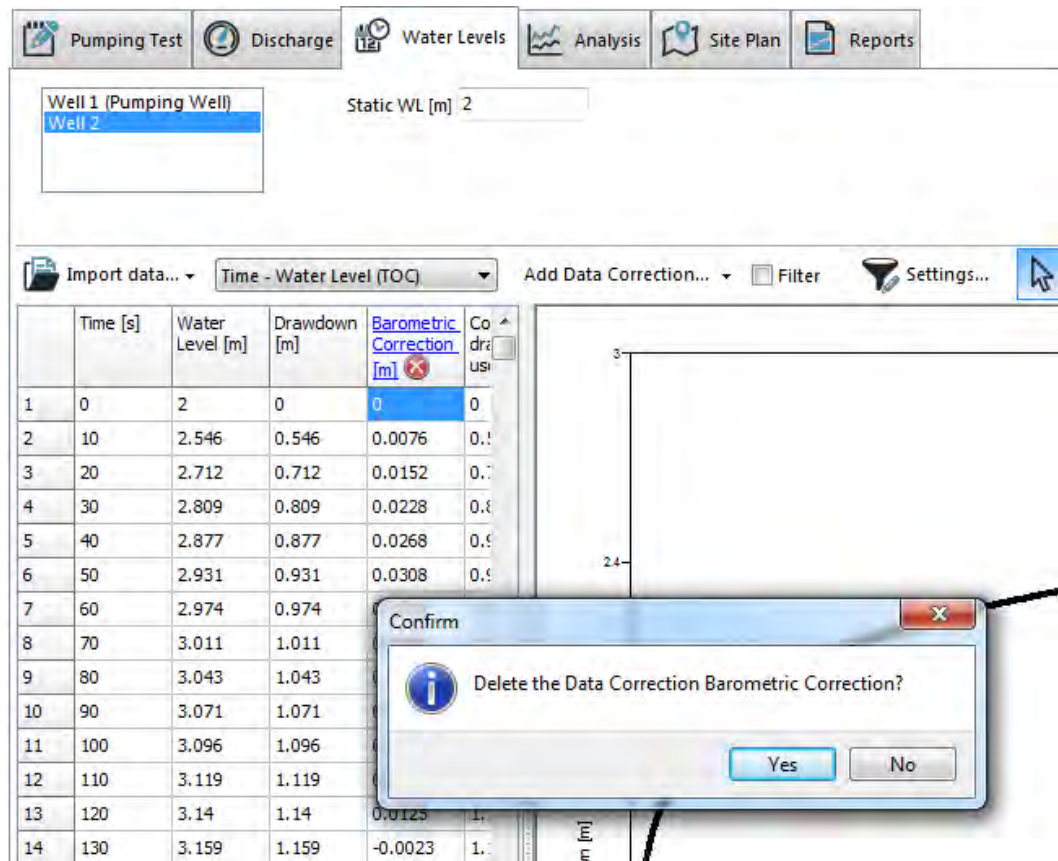 Pumping Test Discharge Water Levels Analysis Site Plan Reports
Well 1 (Pumping Well)
Well 2
Static WL [m] 2
Import data... Time - Water Level (TOC) Add Data Correction... Filter Settings...
Time [s] Water Level [m] Drawdown [m] Barometric Correction [m]
1 0 2 0 0 0
2 10 2.546 0.546 0.0076
3 20 2.712 0.712 0.0152
4 30 2.809 0.809 0.0228
5 40 2.877 0.877 0.0268
6 50 2.931 0.931 0.0308
7 60 2.974 0.974
8 70 3.011 1.011
9 80 3.043 1.043
10 90 3.071 1.071
11 100 3.096 1.096
12 110 3.119 1.119
13 120 3.14 1.14 0.0125
14 130 3.159 1.159 -0.0023
3
2.4
[m]
Confirm
Delete the Data Correction Barometric Correction?
Yes No